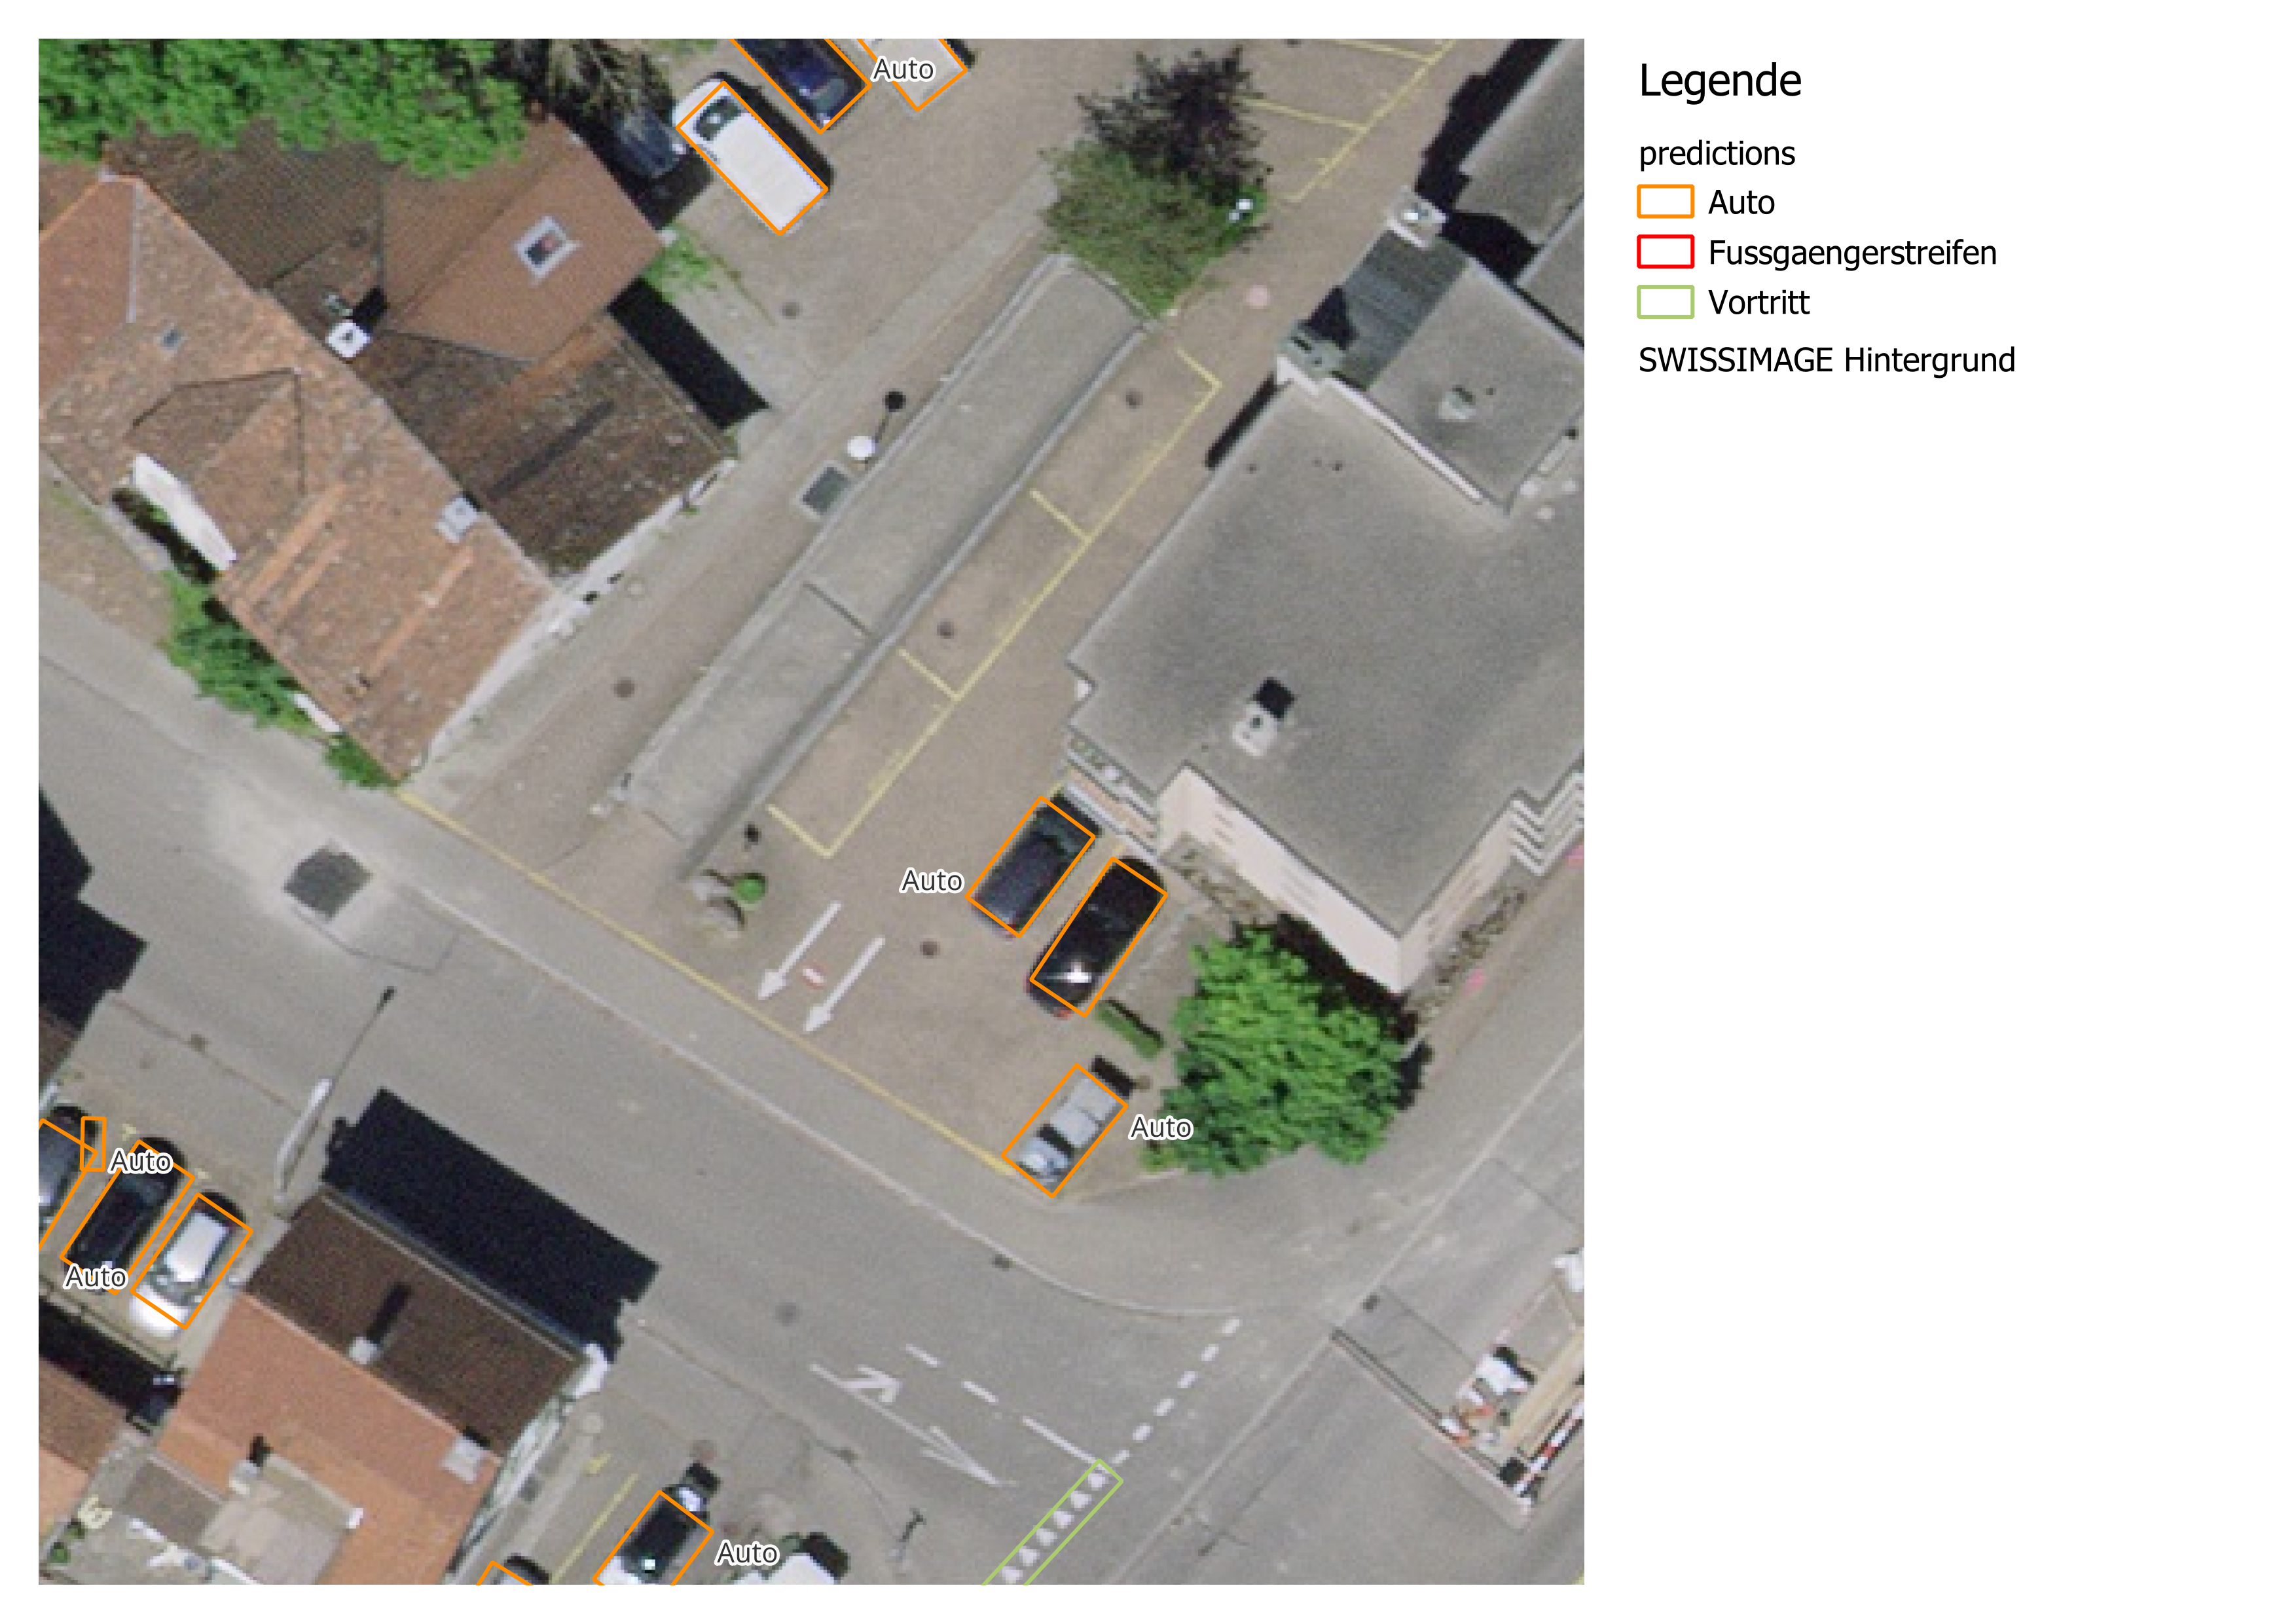 Auto
Auto
Auto
Auto
Auto
Auto
Legende
predictions
Auto
Fussgaengerstreifen
Vortritt
SWISSIMAGE Hintergrund